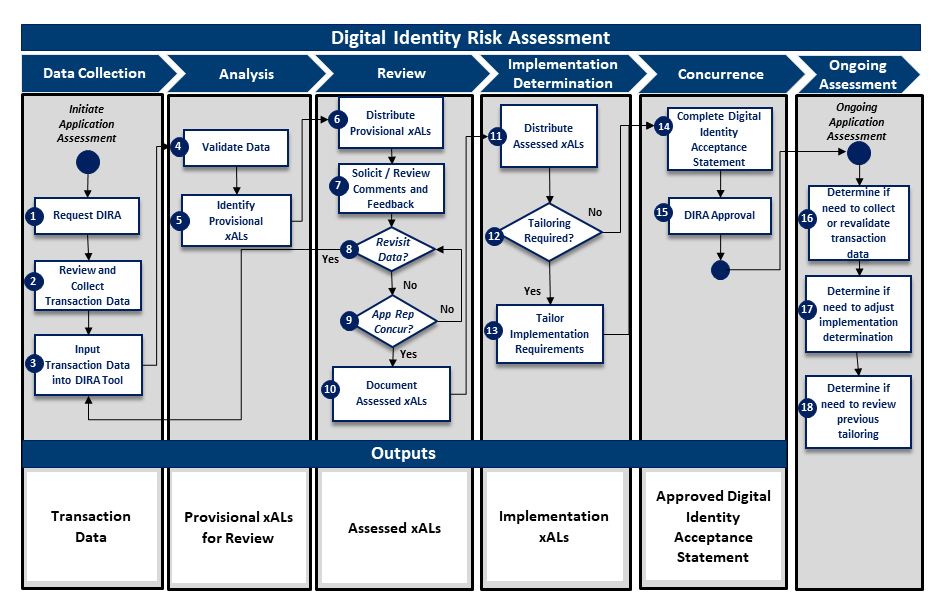 Digital Identity Risk Assessment
Data Collection
Analysis
Review
Implementation
Determination
Concurrence
Ongoing
Assessment
Initiate
Application
Assessment
1
Request DIRA
2
Review and
Collect
Transaction Data
3
Input
Transaction Data
into DIRA Tool
4
Validate Data
5
Identify
Provisional
xALs
6
Distribute
Provisional xALs
7
Solicit / Review
Comments and
Feedback
8
Revisit
Data?
Yes
No
9
App Rep
Concur?
No
Yes
10
Document
Assessed xALs
11
Distribute
Assessed xALs
12
Tailoring
Required?
No
Yes
13
Tailor
Implementation
Requirements
14
Complete Digital
Identity
Acceptance
Statement
15
DIRA Approval
Ongoing
Application
Assessment
16
Determine if
need to collect
or revalidate
transaction
data
17
Determine if
need to adjust
implementation
determination
18
Determine if
need to review
previous
tailoring
Outputs
Transaction
Data
Provisional xALs
for Review
Assessed xALs
Implementation
xALs
Approved Digital
Identity
Acceptance
Statement